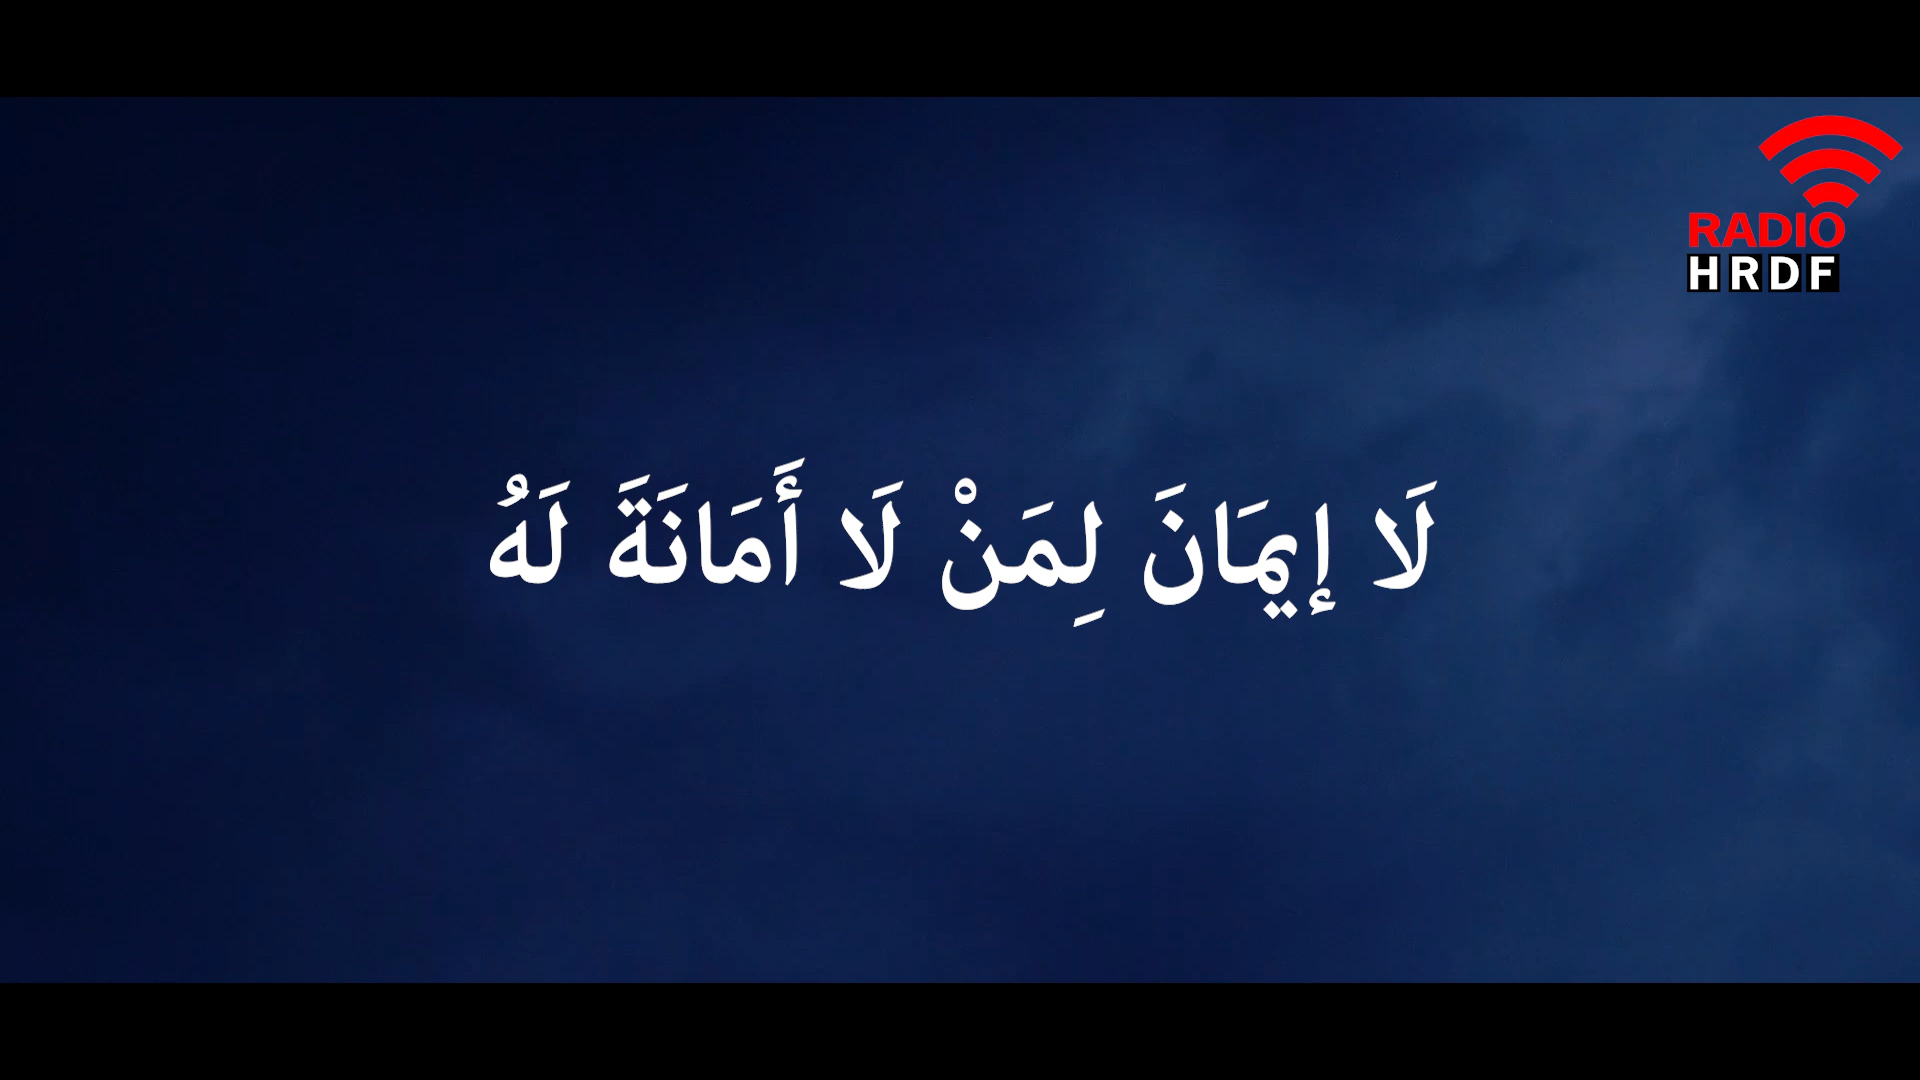 RADIO
HRDF
لَا إِيمَانَ لِمَنْ لَا أَمَانَةَ لَهُ